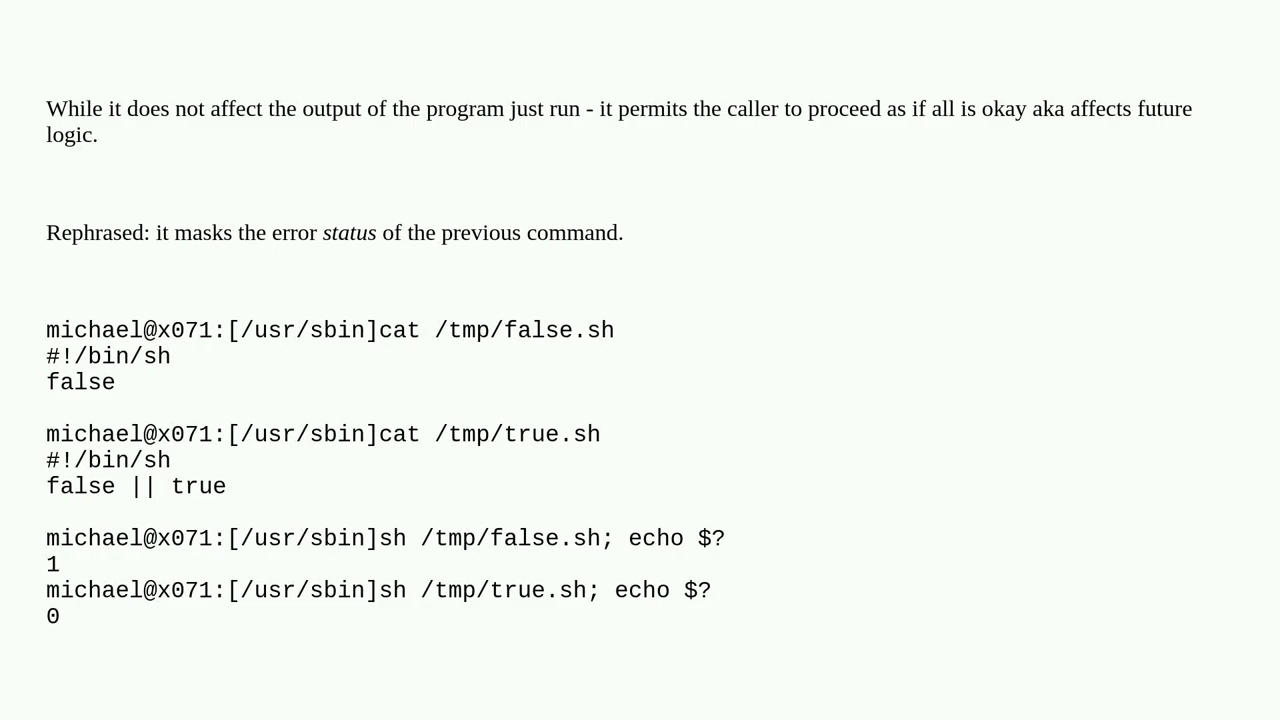 While it does not affect the output of the program just run - it permits the caller to proceed as if all is okay aka affects future
logic.
Rephrased: it masks the error status of the previous command.
michael@x071:[/usr/sbin]cat /tmp/false.sh
#!/bin/sh
false
michael@x071:[/usr/sbin]cat /tmp/true.sh
#!/bin/sh
false || true
michael@x071:[/usr/sbin]sh /tmp/false.sh; echo $?
1
michael@x071:[/usr/sbin]sh /tmp/true.sh; echo $?
0